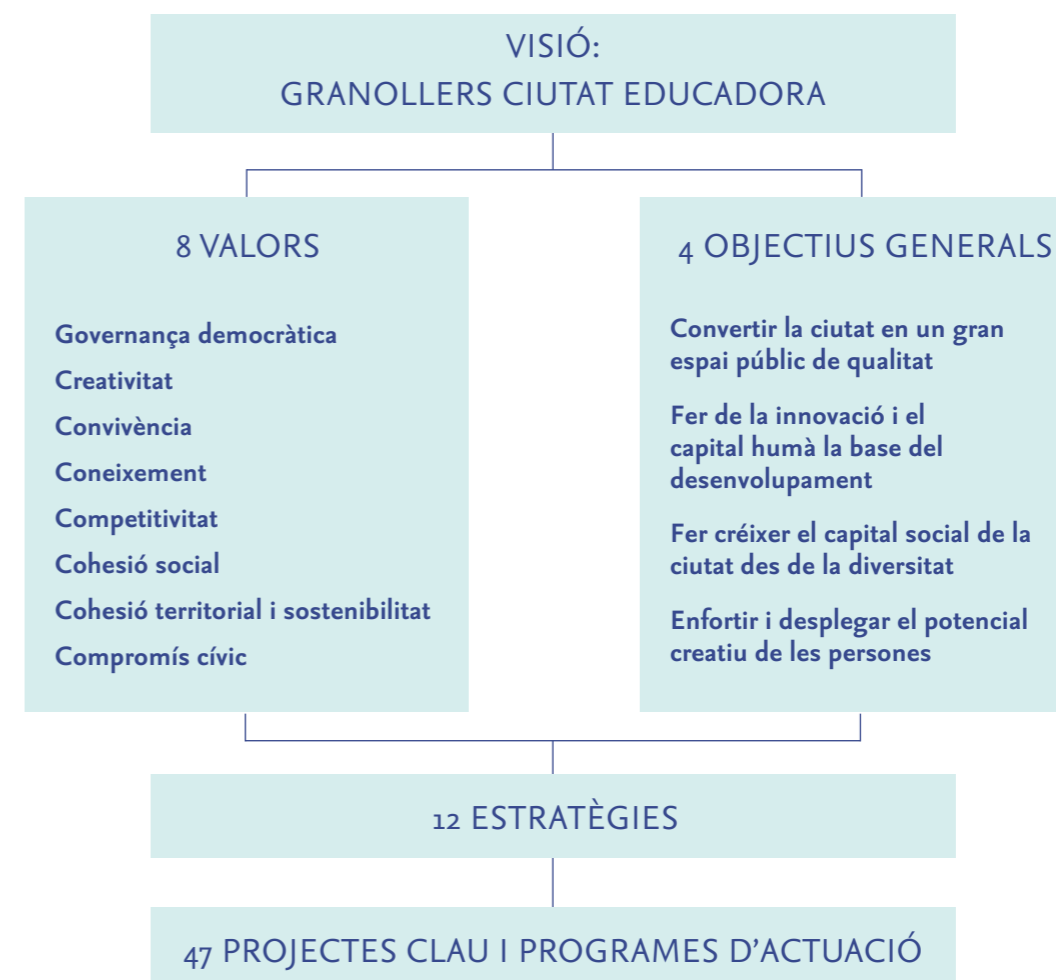 VISIÓ:
GRANOLLERS CIUTAT EDUCADORA
8 VALORS
Governança democràtica
Creativitat
Convivència
Coneixement
Competitivitat
Cohesió social
Cohesió territorial i sostenibilitat
Compromís cívic
4 OBJECTIUS GENERALS
Convertir la ciutat en un gran
espai públic de qualitat
Fer de la innovació i el
capital humà la base del
desenvolupament
Fer créixer el capital social de la
ciutat des de la diversitat
Enfortir i desplegar el potencial
creatiu de les persones
12 ESTRATÈGIES
47 PROJECTES CLAU I PROGRAMES D’ACTUACIÓ